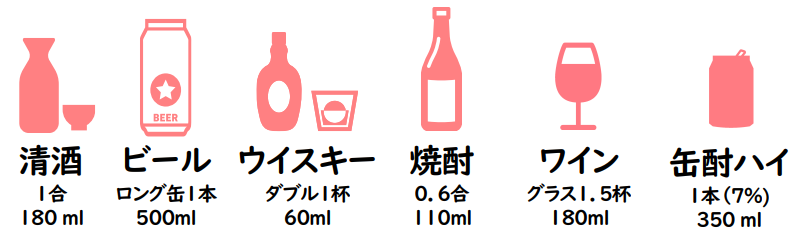 BEER
清酒
1合
180 ml
ビール
ロング缶1本
500ml
ウイスキー
ダブル1杯
60ml
焼酎
0.6合
110ml
ワイン
グラス1.5杯
180ml
缶酎ハイ
1本(7%)
350 ml